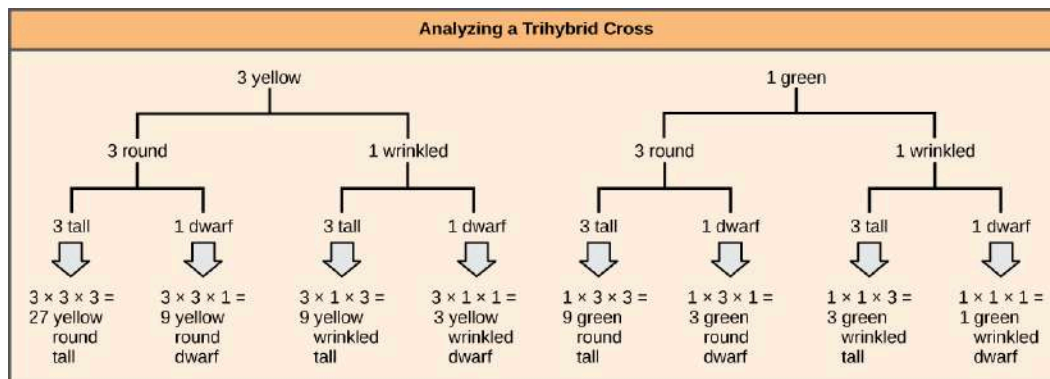 Analyzing a Trihybrid Cross
3 yellow
1 green
3 round
1 wrinkled
3 round
1 wrinkled
3 tall
1 dwarf
3 tall
1 dwarf
3 tall
1 dwarf
3 tall
1 dwarf
3 × 3 × 3 =
27 yellow
round
tall
3 × 3 × 1 =
9 yellow
round
dwarf
3 × 1 × 3 =
9 yellow
wrinkled
tall
3 × 1 × 1 =
3 yellow
wrinkled
dwarf
1 × 3 × 3 =
9 green
round
tall
1 × 3 × 1 =
3 green
round
dwarf
1 × 1 × 3 =
3 green
wrinkled
tall
1 × 1 × 1 =
1 green
wrinkled
dwarf